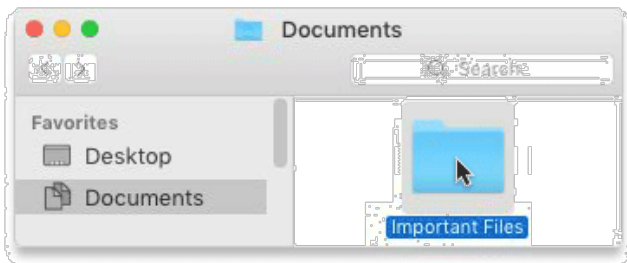 Documents
Search
Favorites
Desktop
Documents
Important Files